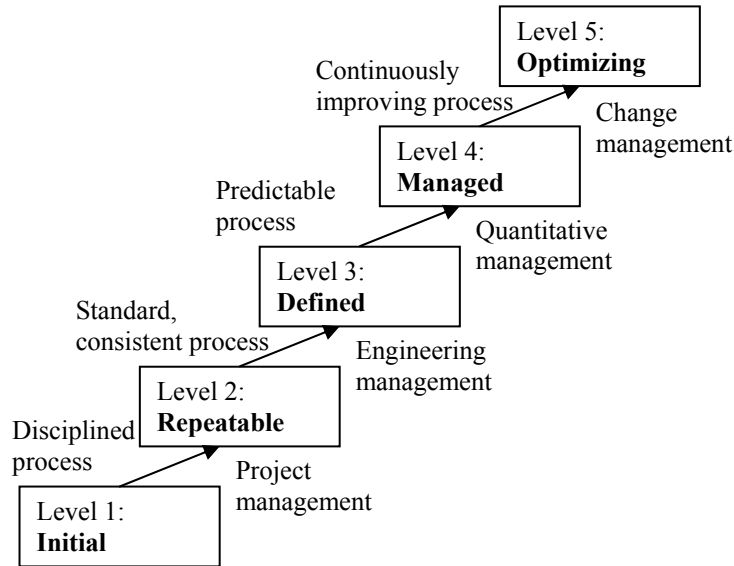 Level 5:
Optimizing
Continuously
improving process
Change
management
Level 4:
Managed
Predictable
process
Quantitative
management
Level 3:
Defined
Standard,
consistent process
Engineering
management
Level 2:
Repeatable
Disciplined
process
Project
management
Level 1:
Initial